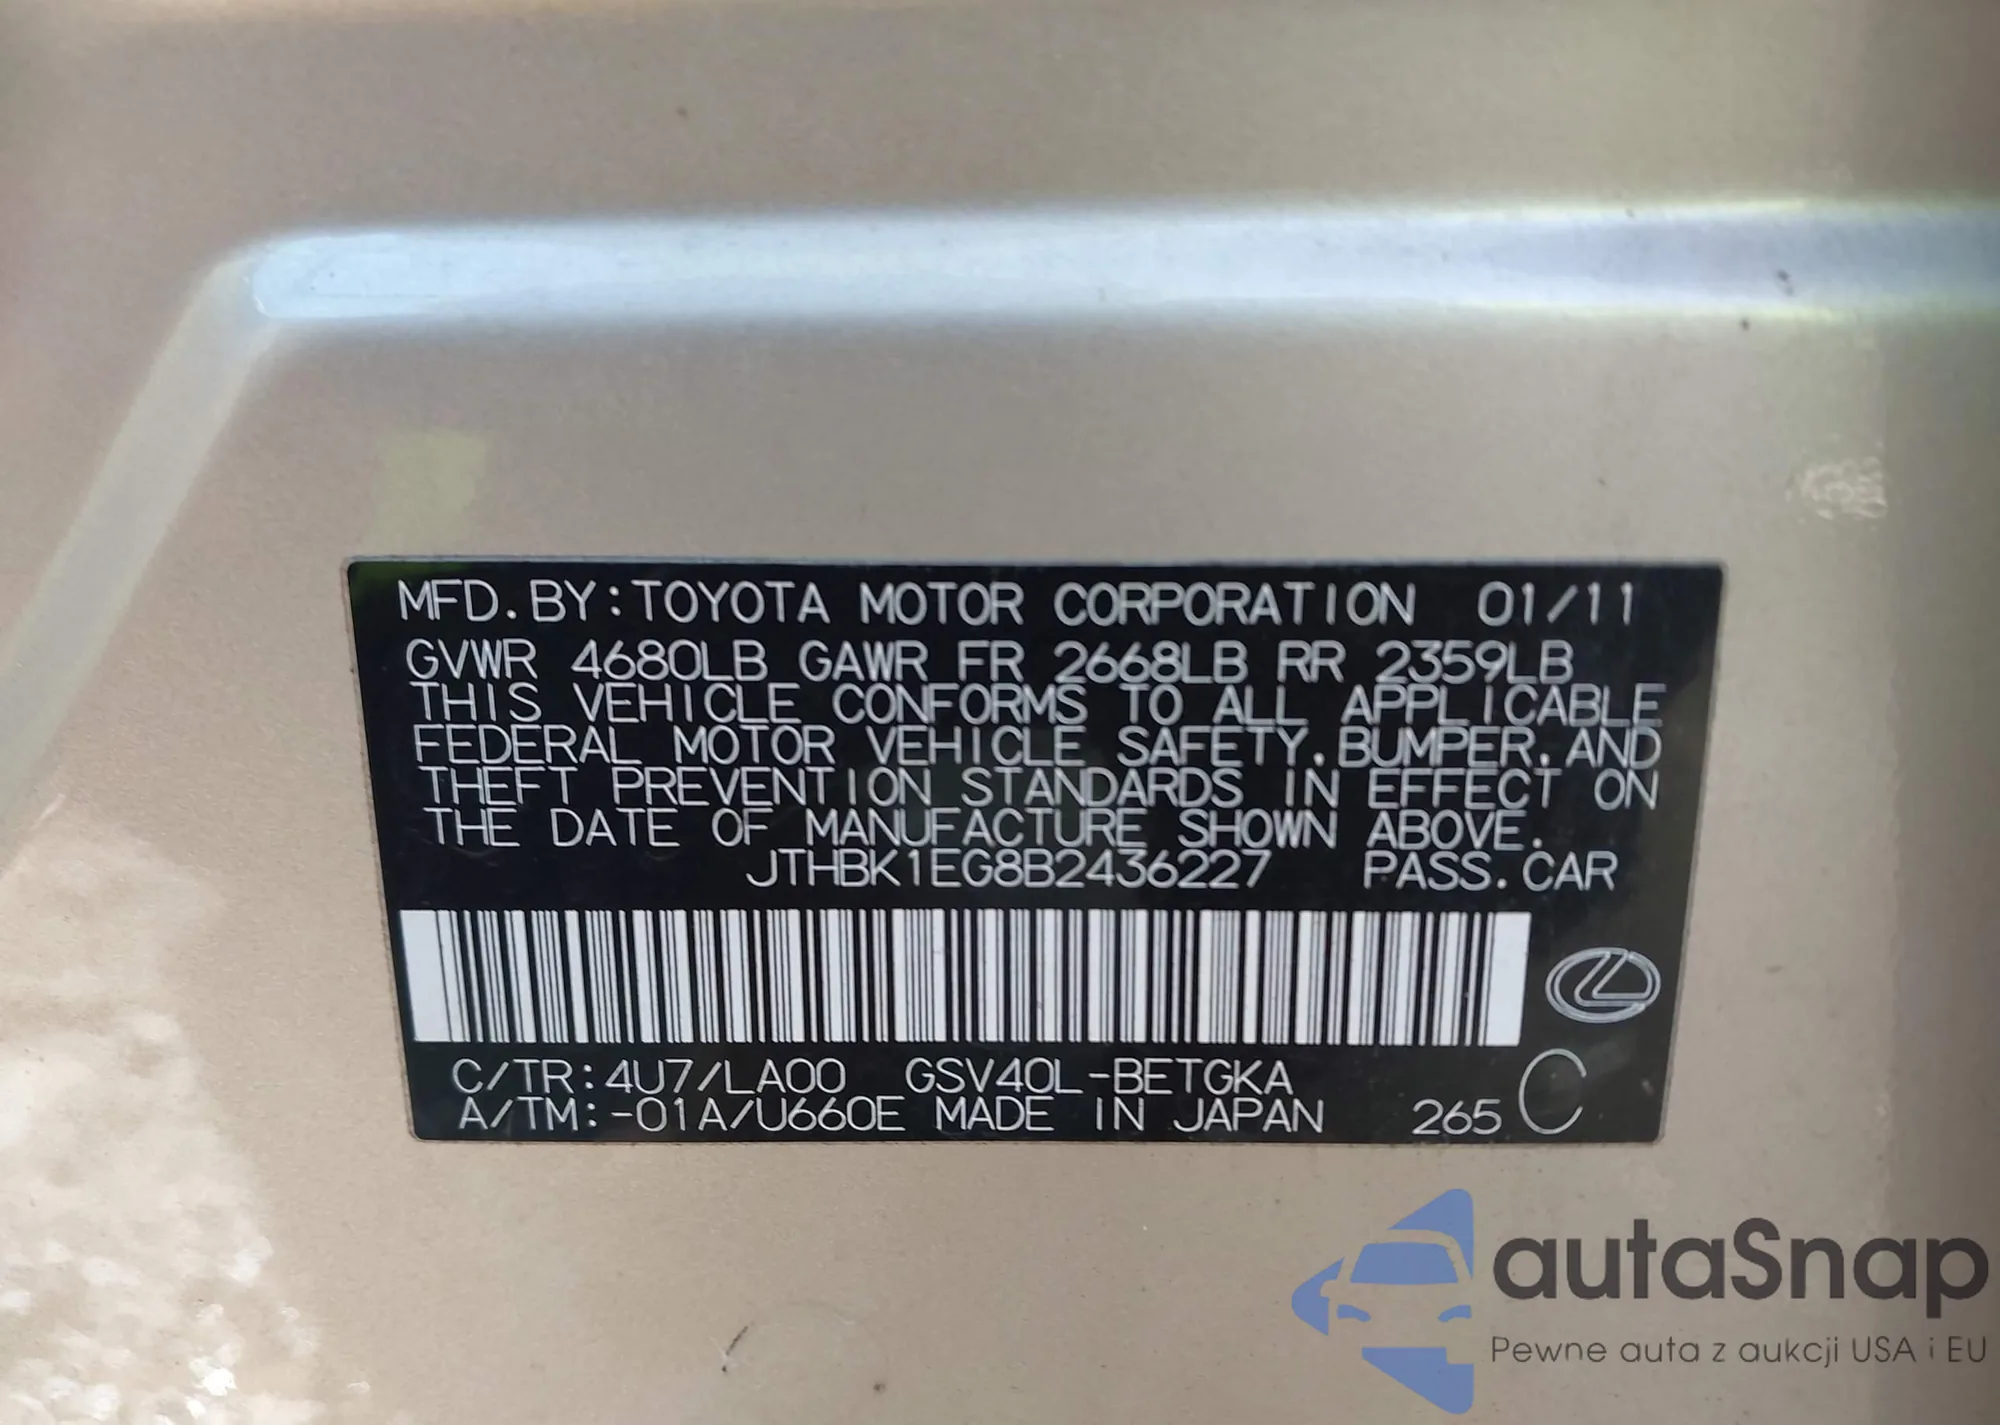 MFD. BY: TOYOTA MOTOR CORPORATION 01/11
GVWR 4680LB GAWR FR 2668LB RR 2359LB
THIS VEHICLE CONFORMS TO ALL APPLICABLE
FEDERAL MOTOR VEHICLE SAFETY. BUMPER. AND
THEFT PREVENTION STANDARDS IN EFFECT ON
THE DATE OF MANUFACTURE SHOWN ABOVE.
JTHBK1EG8B2436227 PASS. CAR
C/TR: 4U7/LA00 GSV40L-BETGKA
A/TM: -01A/U660E MADE IN JAPAN 265 C
autaSnap
Pewne auta z aukcji USA i EU